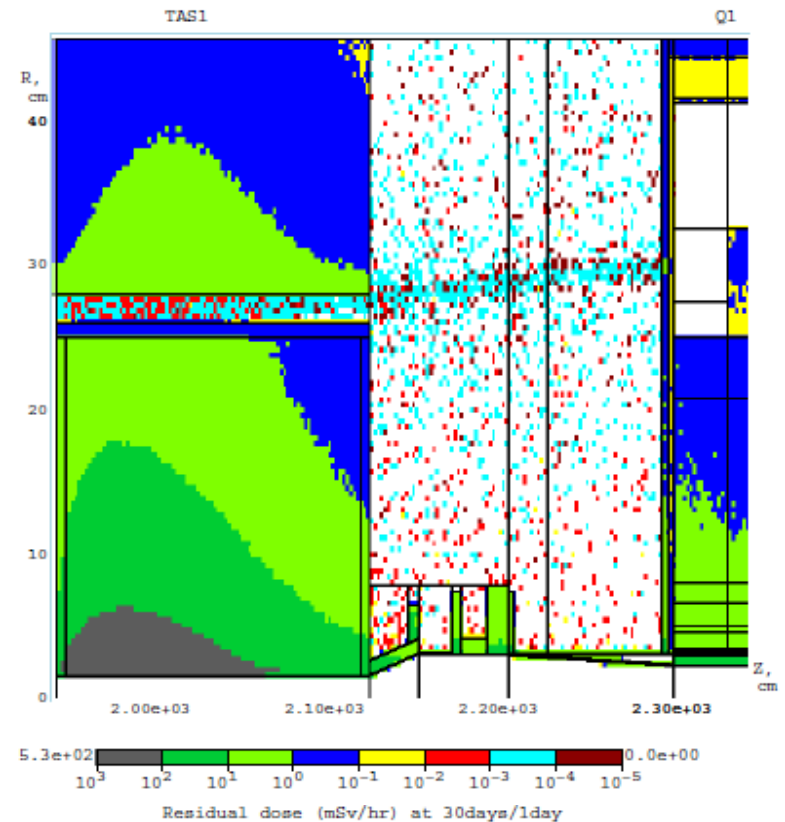 TAS1 Q1
R,
cm
40
30
20
10
0
Z,
cm
2.00e+03 2.10e+03 2.20e+03 2.30e+03
5.3e+02 0.0e+00
10³ 10² 10¹ 10⁰ 10⁻¹ 10⁻² 10⁻³ 10⁻⁴ 10⁻⁵
Residual dose (mSv/hr) at 30days/1day